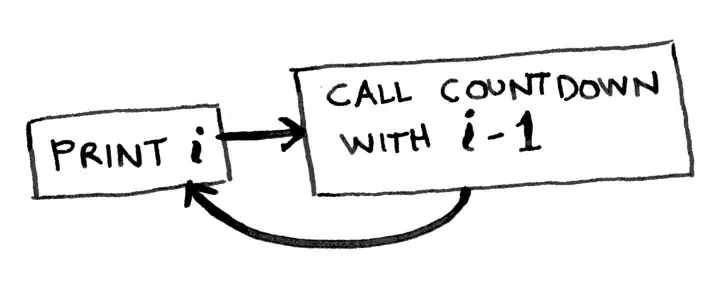 PRINT i
CALL COUNTDOWN
WITH i-1